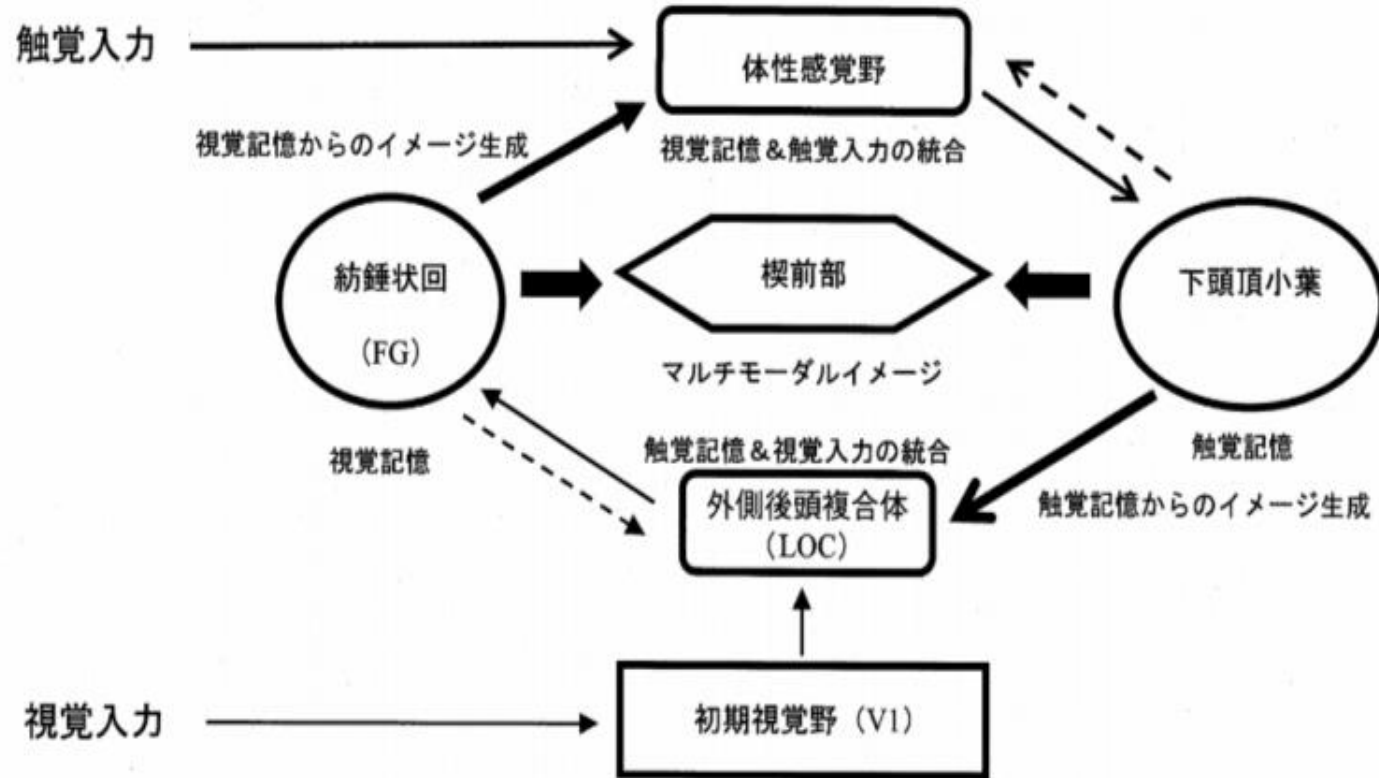 触覚入力
体性感覚野
視覚記憶からのイメージ生成
視覚記憶&触覚入力の統合
紡錘状回
(FG)
楔前部
下頭頂小葉
マルチモーダルイメージ
視覚記憶
触覚記憶&視覚入力の統合
触覚記憶
外側後頭複合体
(LOC)
触覚記憶からのイメージ生成
視覚入力
初期視覚野(V1)